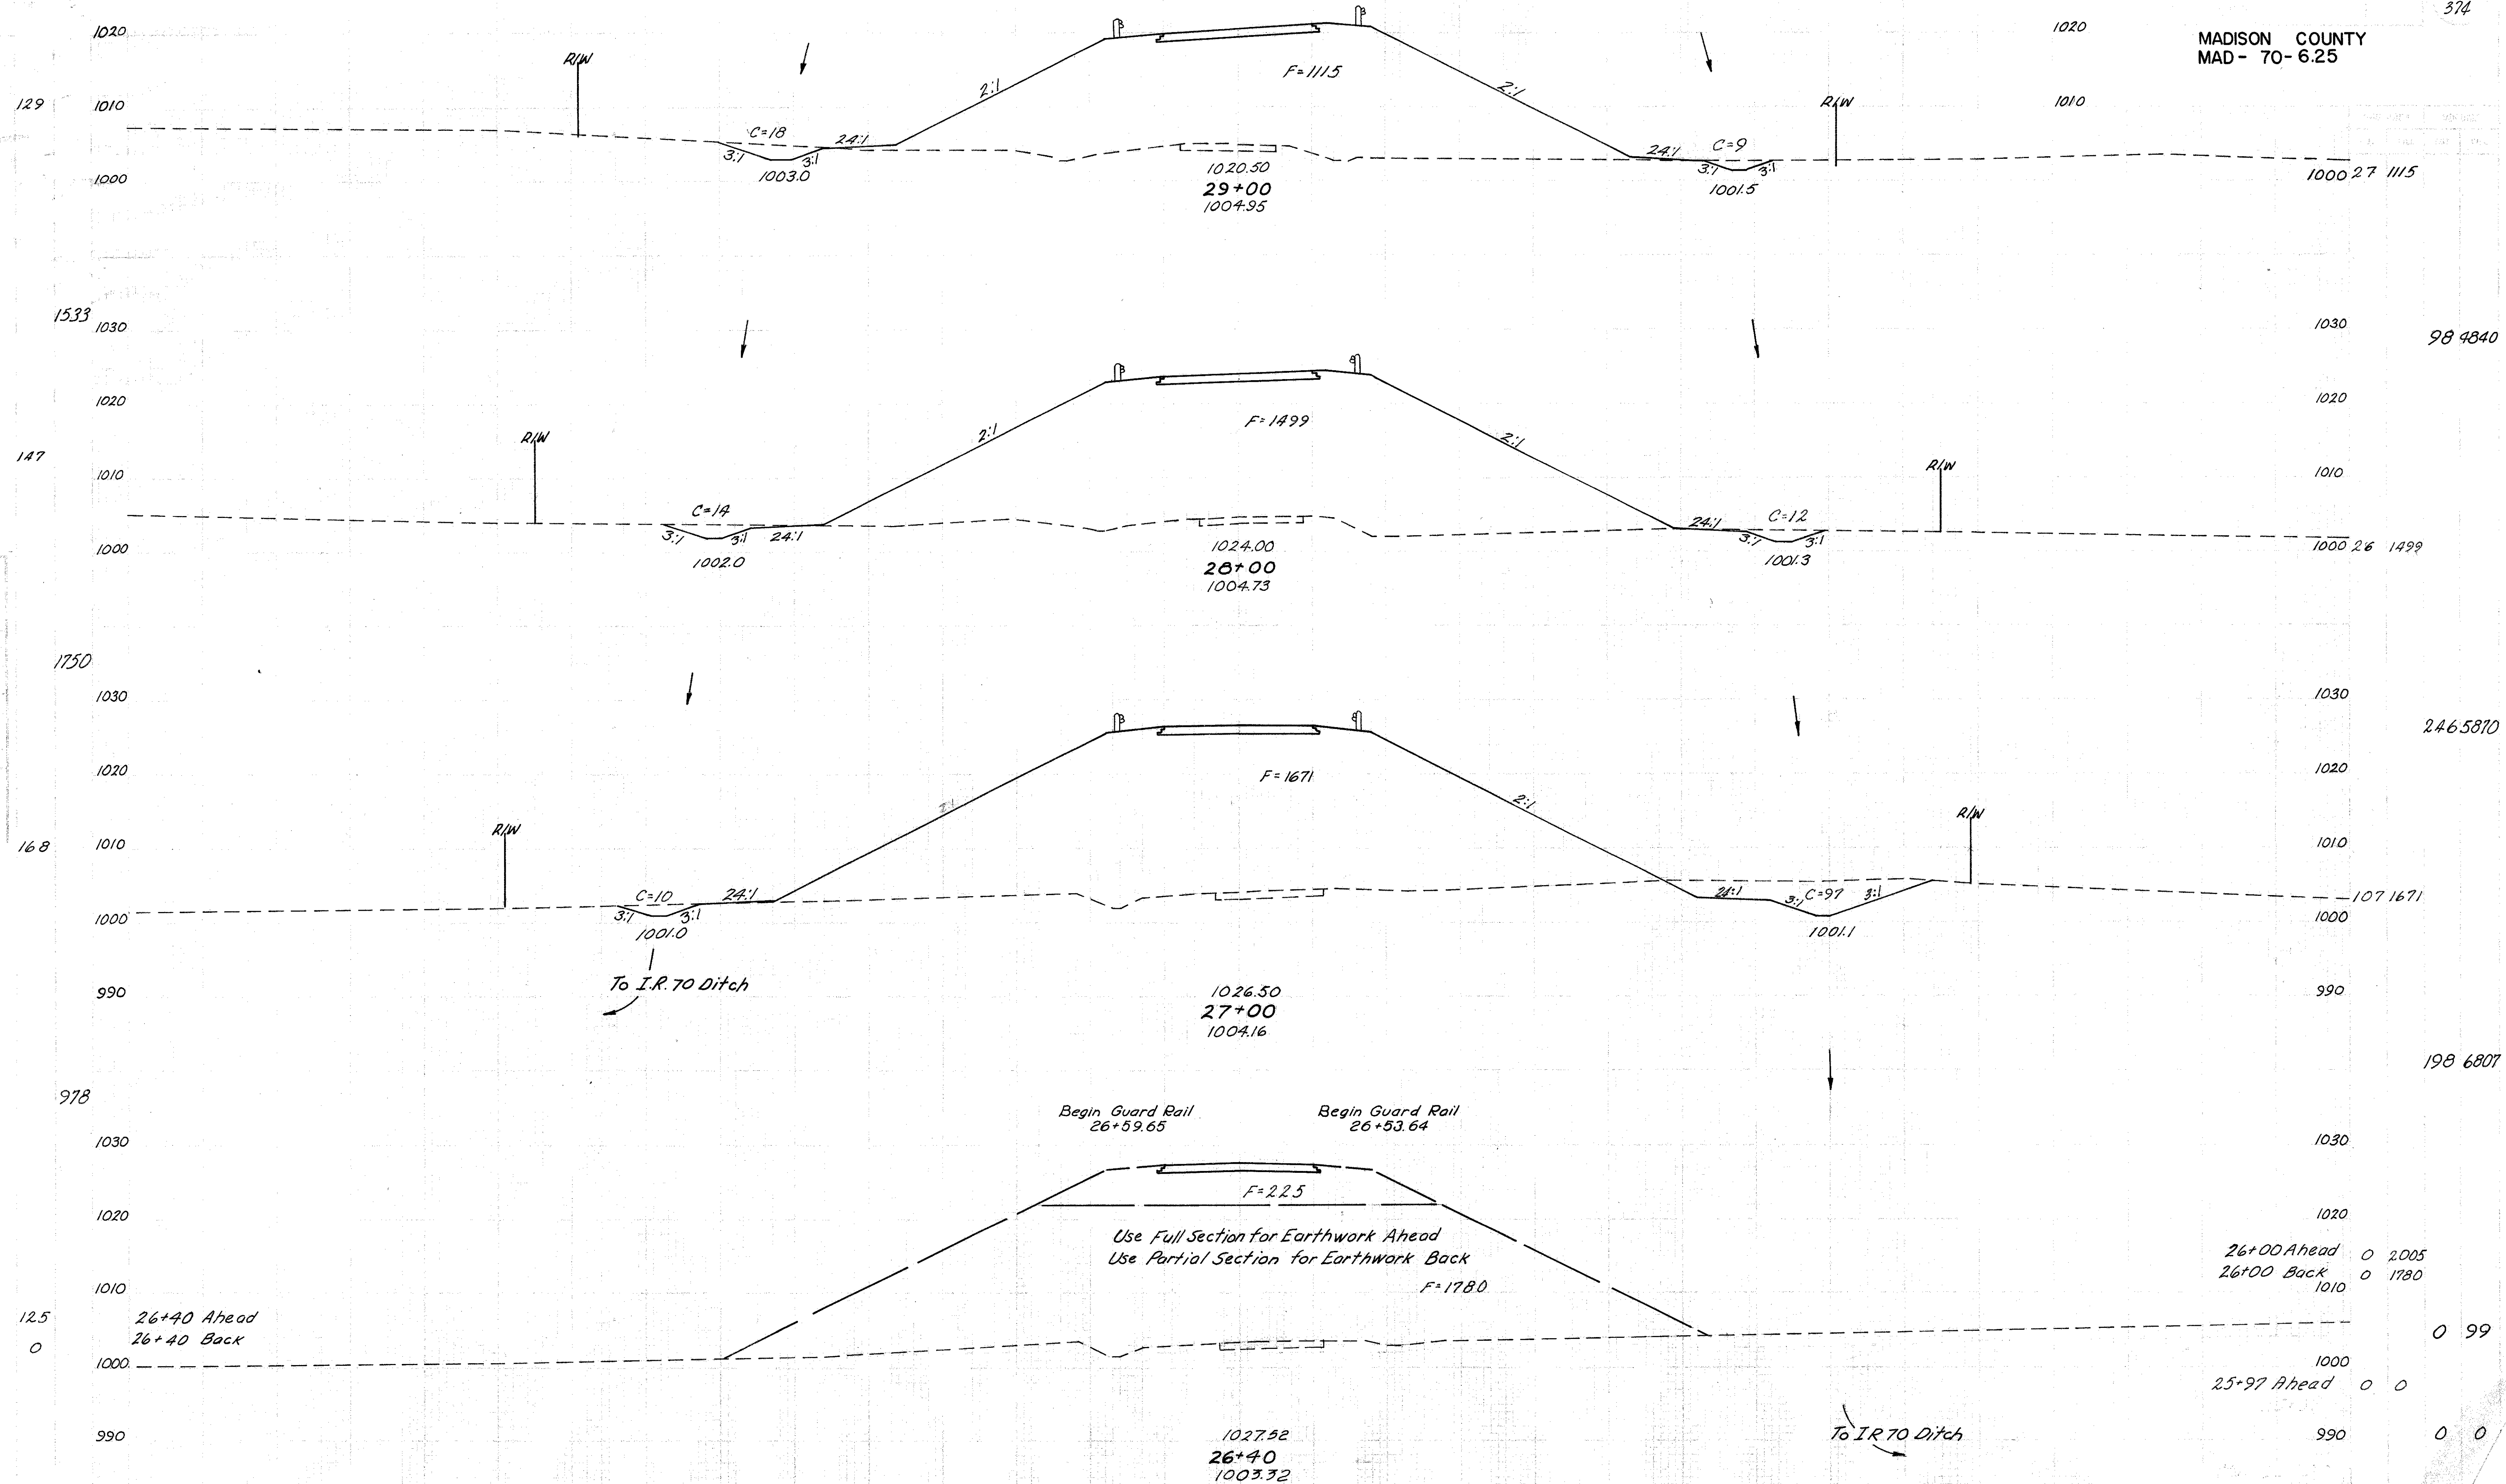 374
MADISON COUNTY
MAD - 70 - 6.25
1020
1020
R/W
F=1115
2:1
2:1
129
1010
R/W
1010
C=18
24:1
3:1
3:1
1003.0
24:1
C=9
3:1
3:1
1001.5
1000
1020.50
29+00
1004.95
1000 27 1115
1533
1030
1030
98 4840
1020
1020
F=1499
R/W
2:1
2:1
147
1010
R/W
1010
C=14
3:1
3:1
24:1
1002.0
24:1
C=12
3:1
3:1
1001.3
1000
1024.00
28+00
1004.73
1000 26 1499
1750
1030
1030
246 5870
1020
1020
F=1671
2:1
2:1
R/W
R/W
168
1010
1010
C=10
24:1
3:1
3:1
1001.0
24:1
3:1
C=97
3:1
1001.1
107 1671
1000
1000
To I.R. 70 Ditch
990
1026.50
27+00
1004.16
990
198 6807
978
Begin Guard Rail
26+59.65
Begin Guard Rail
26+53.64
1030
1030
F=225
1020
1020
Use Full Section for Earthwork Ahead
Use Partial Section for Earthwork Back
F=1780
26+00 Ahead 0 2005
26+00 Back 0 1780
1010
1010
125
26+40 Ahead
0
26+40 Back
0 99
1000
1000
25+97 Ahead 0 0
990
1027.52
26+40
1003.32
To I R 70 Ditch
990
0 0